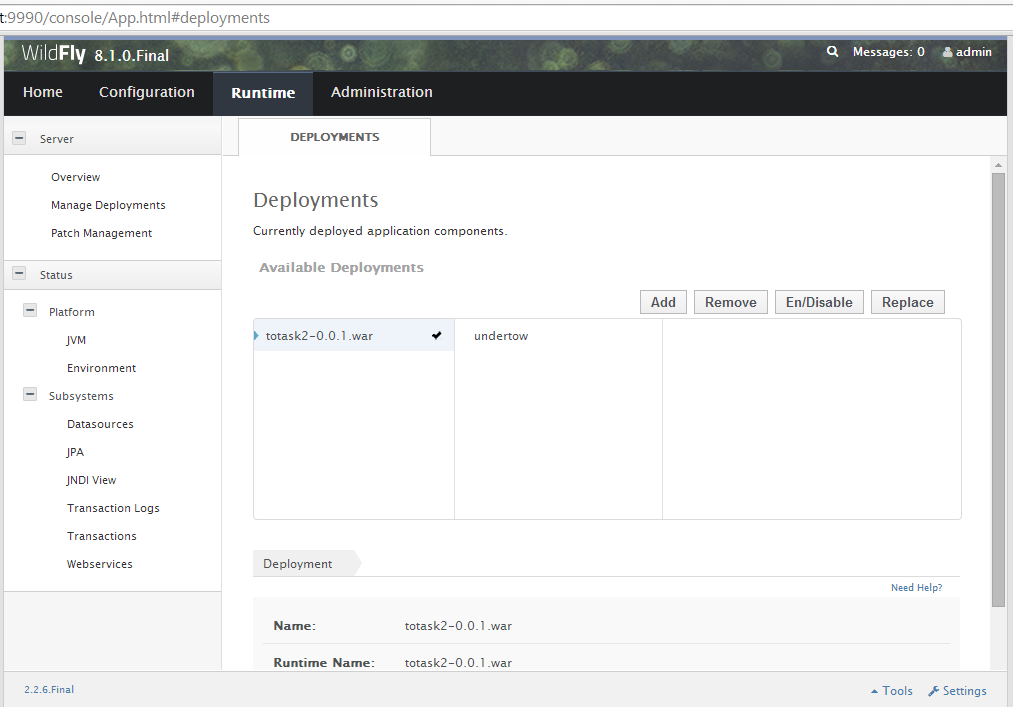 t:9990/console/App.html#deployments
WildFly 8.1.0.Final
Messages: 0
admin
Home
Configuration
Runtime
Administration
Server
Overview
Manage Deployments
Patch Management
Status
Platform
JVM
Environment
Subsystems
Datasources
JPA
JNDI View
Transaction Logs
Transactions
Webservices
DEPLOYMENTS
Deployments
Currently deployed application components.
Available Deployments
Add
Remove
En/Disable
Replace
totask2-0.0.1.war
undertow
Deployment
Need Help?
Name: totask2-0.0.1.war
Runtime Name: totask2-0.0.1.war
2.2.6.Final
Tools
Settings